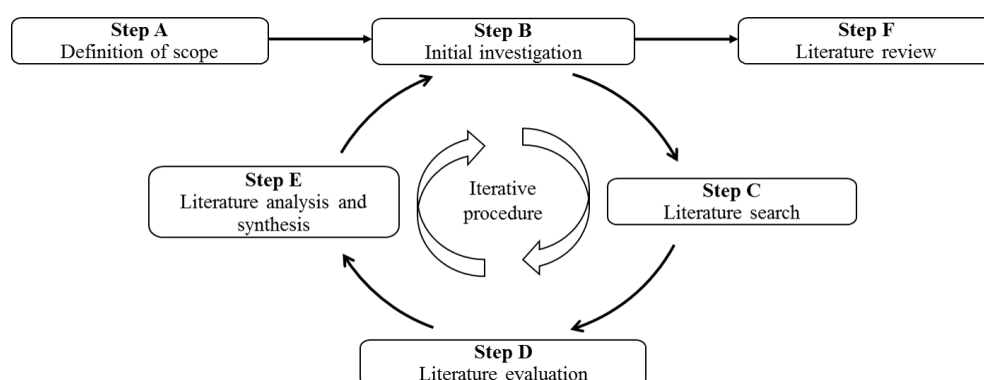 Step A
Definition of scope
Step B
Initial investigation
Step F
Literature review
Step E
Literature analysis and
synthesis
Iterative
procedure
Step C
Literature search
Step D
Literature evaluation